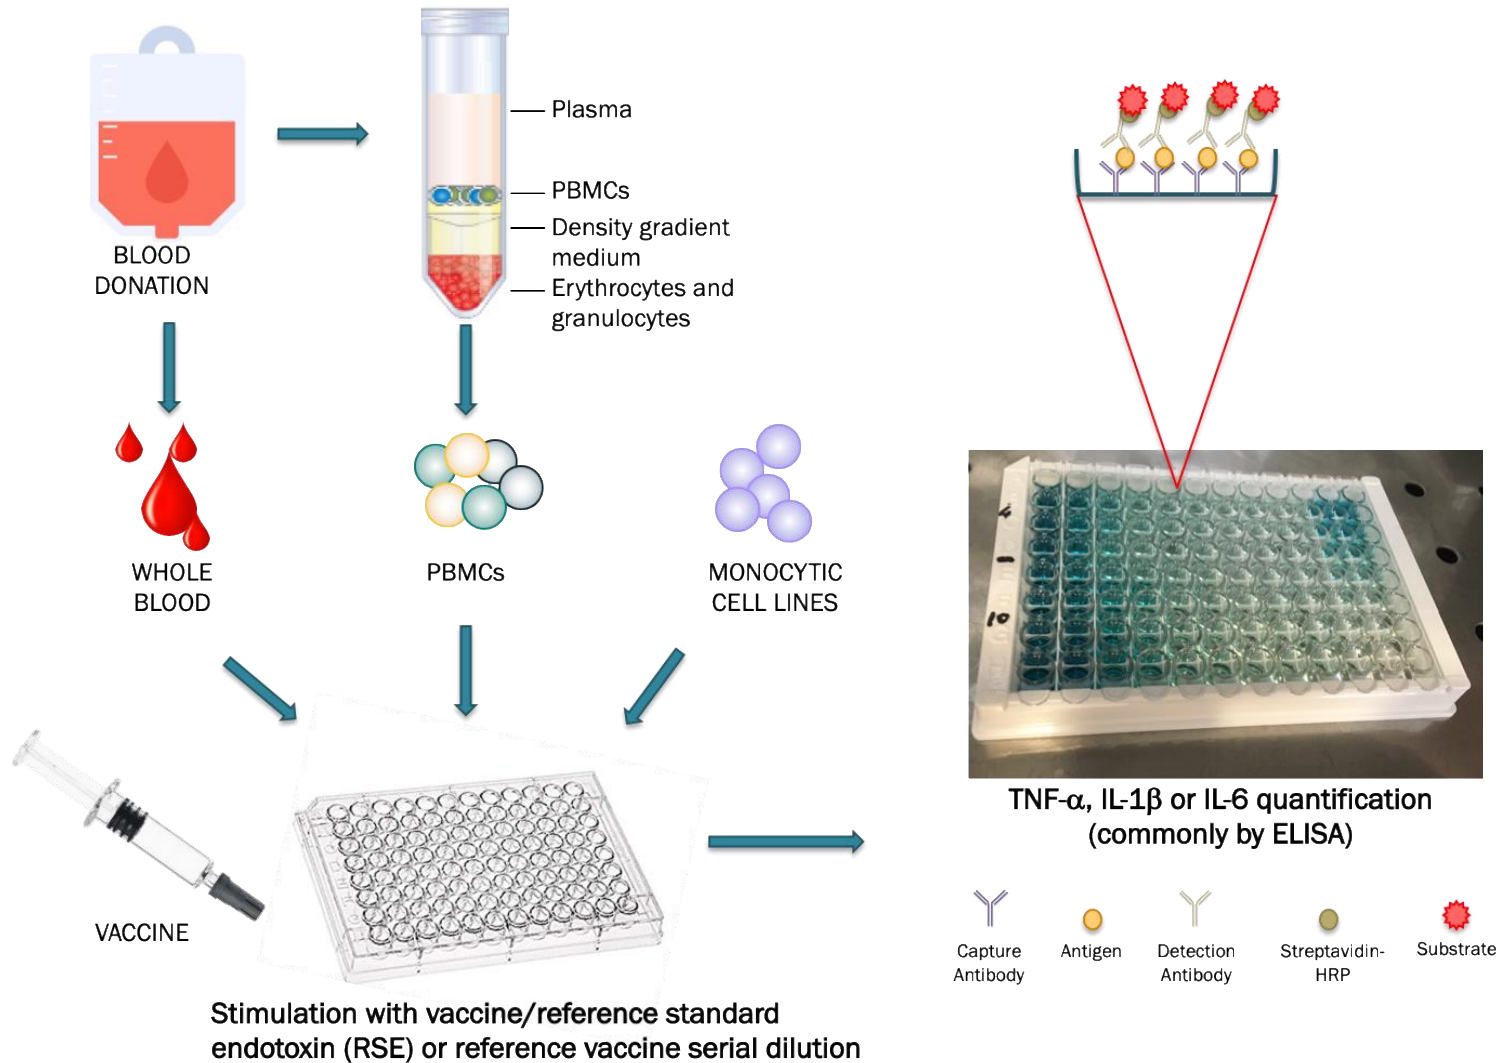 Plasma
PBMCs
Density gradient
medium
Erythrocytes and
granulocytes
BLOOD
DONATION
WHOLE
BLOOD
PBMCs
MONOCYTIC
CELL LINES
VACCINE
Stimulation with vaccine/reference standard
endotoxin (RSE) or reference vaccine serial dilution
TNF-α, IL-1β or IL-6 quantification
(commonly by ELISA)
Capture
Antibody
Antigen
Detection
Antibody
Streptavidin-
HRP
Substrate